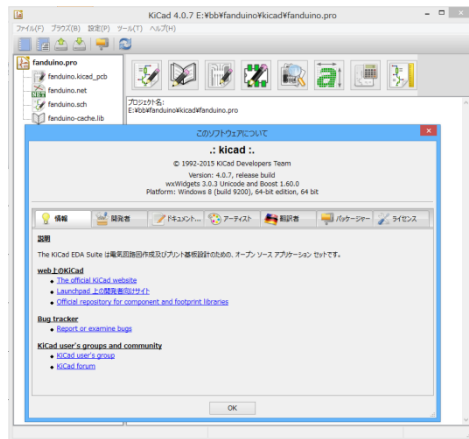 KiCad 4.0.7 E:¥bb¥fanduino¥kicad¥fanduino.pro
ファイル(F) ブラウズ(B) 設定(P) ツール(T) ヘルプ(H)
fanduino.pro
fanduino.kicad_pcb
fanduino.net
fanduino.sch
fanduino-cache.lib
プロジェクト名:
E:¥bb¥fanduino¥kicad¥fanduino.pro
このソフトウェアについて
.: kicad :.
© 1992-2015 KiCad Developers Team
Version: 4.0.7, release build
wxWidgets 3.0.3 Unicode and Boost 1.60.0
Platform: Windows 8 (build 9200), 64-bit edition, 64 bit
情報 開発者 ドキュメント... アーティスト 翻訳者 パッケージャー ライセンス
説明
The KiCad EDA Suite は電気回路図作成及びプリント基板設計のための、オープン ソース アプリケーション セットです。
web上のKiCad
The official KiCad website
Launchpad 上の開発者向けサイト
Official repository for component and footprint libraries
Bug tracker
Report or examine bugs
KiCad user's groups and community
KiCad user's group
KiCad forum
OK